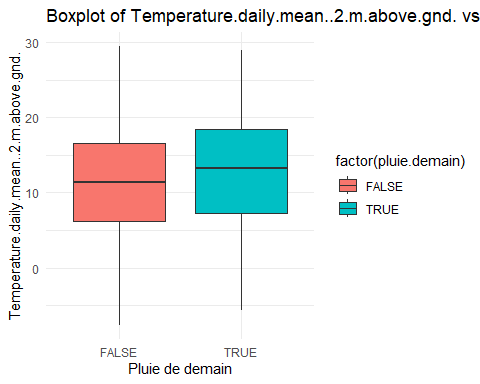 Boxplot of Temperature.daily.mean..2.m.above.gnd. vs
Temperature.daily.mean..2.m.above.gnd.
30
20
10
0
FALSE
TRUE
Pluie de demain
factor(pluie.demain)
FALSE
TRUE